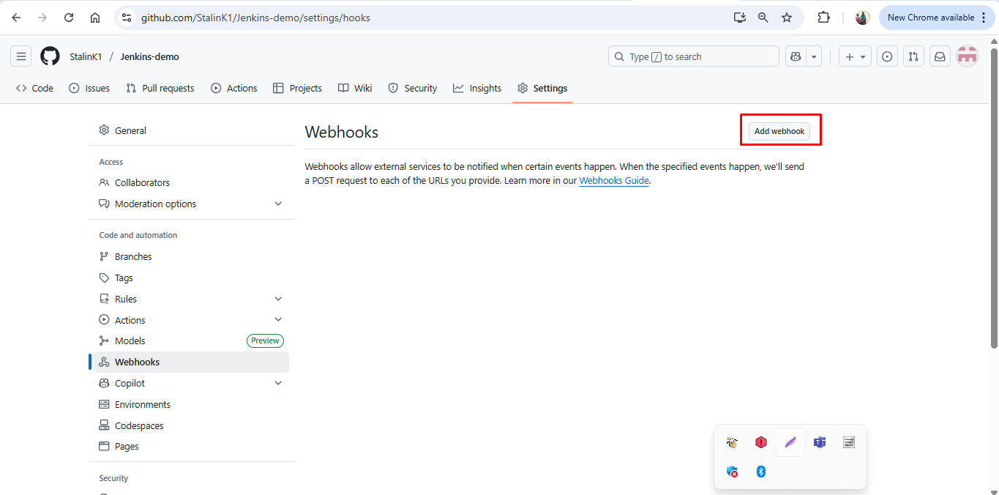 github.com/StalinK1/Jenkins-demo/settings/hooks
New Chrome available
StalinK1 / Jenkins-demo
Type / to search
Code
Issues
Pull requests
Actions
Projects
Wiki
Security
Insights
Settings
General
Access
Collaborators
Moderation options
Code and automation
Branches
Tags
Rules
Actions
Models
Preview
Webhooks
Copilot
Environments
Codespaces
Pages
Security
Webhooks
Add webhook
Webhooks allow external services to be notified when certain events happen. When the specified events happen, we'll send
a POST request to each of the URLs you provide. Learn more in our Webhooks Guide.